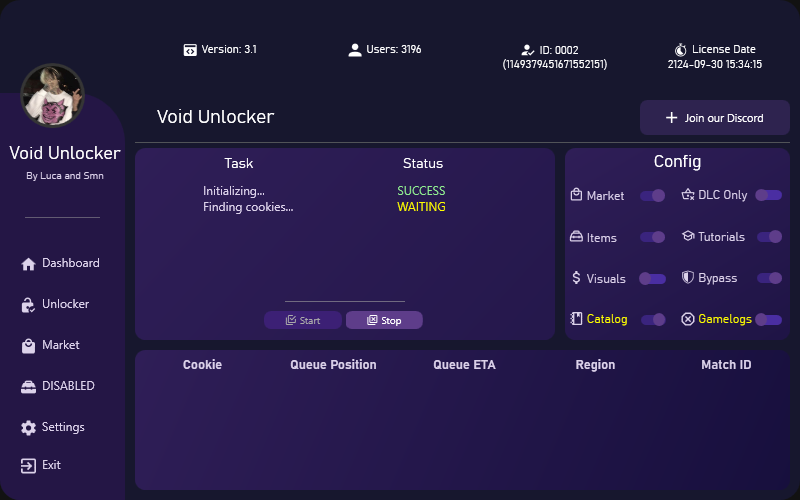 Version: 3.1
Users: 3196
ID: 0002
(1149379451671552151)
License Date
2124-09-30 15:34:15
Void Unlocker
By Luca and Smn
Dashboard
Unlocker
Market
DISABLED
Settings
Exit
Void Unlocker
Join our Discord
Task Status
Initializing... SUCCESS
Finding cookies... WAITING
Start Stop
Config
Market DLC Only
Items Tutorials
Visuals Bypass
Catalog Gamelogs
Cookie Queue Position Queue ETA Region Match ID